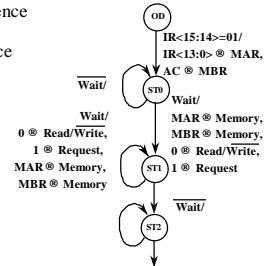 ence
ce
OD
IR<15:14>=01/
IR<13:0> ® MAR,
AC ® MBR
Wait/
ST0
Wait/
MAR ® Memory,
MBR ® Memory,
0 ® Read/Write,
1 ® Request
Wait/
0 ® Read/Write,
1 ® Request,
MAR ® Memory,
MBR ® Memory
ST1
Wait/
ST2